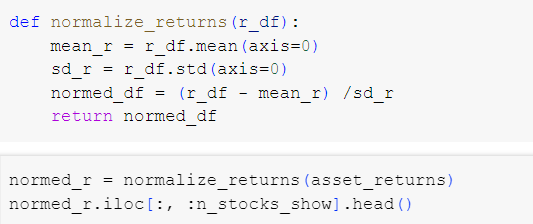 def normalize_returns(r_df):
    mean_r = r_df.mean(axis=0)
    sd_r = r_df.std(axis=0)
    normed_df = (r_df - mean_r) /sd_r
    return normed_df
normed_r = normalize_returns(asset_returns)
normed_r.iloc[:, :n_stocks_show].head()